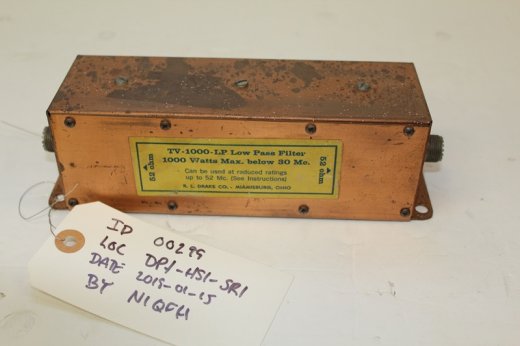 TV-1000-LP Low Pass Filter
1000 Watts Max. below 30 Mc.
Can be used at reduced ratings
up to 52 Mc. (See Instructions)
R. L. DRAKE CO. - MIAMISBURG, OHIO
52 ohm
52 ohm
ID 00299
LOC DP1-HS1-SR1
DATE 2015-01-15
BY N1QEH